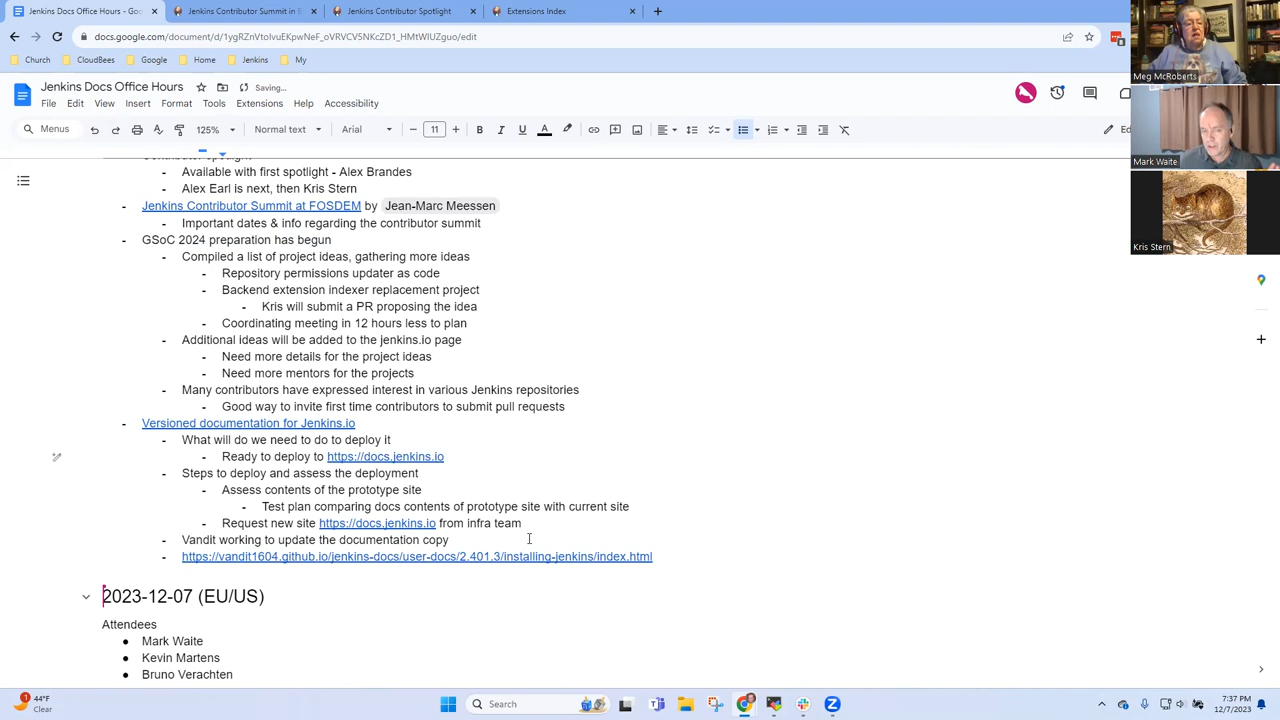 Jenkins Docs Office Hours - Goo
Jenkins Contributor Summit in B
Jenkins Contributor Spotlight
Extensions Index
docs.google.com/document/d/1ygRZnVtoIvuEKpwNeF_oVRVCV5NKcZD1_HMtWIUZguo/edit
Church CloudBees Google Home Jenkins My
Jenkins Docs Office Hours Saving...
File Edit View Insert Format Tools Extensions Help Accessibility
Menus 125% Normal text Arial 11 Ed
- Available with first spotlight - Alex Brandes
- Alex Earl is next, then Kris Stern
- Jenkins Contributor Summit at FOSDEM by Jean-Marc Meessen
- Important dates & info regarding the contributor summit
- GSoC 2024 preparation has begun
- Compiled a list of project ideas, gathering more ideas
- Repository permissions updater as code
- Backend extension indexer replacement project
- Kris will submit a PR proposing the idea
- Coordinating meeting in 12 hours less to plan
- Additional ideas will be added to the jenkins.io page
- Need more details for the project ideas
- Need more mentors for the projects
- Many contributors have expressed interest in various Jenkins repositories
- Good way to invite first time contributors to submit pull requests
- Versioned documentation for Jenkins.io
- What will do we need to do to deploy it
- Ready to deploy to https://docs.jenkins.io
- Steps to deploy and assess the deployment
- Assess contents of the prototype site
- Test plan comparing docs contents of prototype site with current site
- Request new site https://docs.jenkins.io from infra team
- Vandit working to update the documentation copy
- https://vandit1604.github.io/jenkins-docs/user-docs/2.401.3/installing-jenkins/index.html
2023-12-07 (EU/US)
Attendees
● Mark Waite
● Kevin Martens
● Bruno Verachten
Meg McRoberts
Mark Waite
Kris Stern
1 44°F
Clear
Search
7:37 PM
12/7/2023